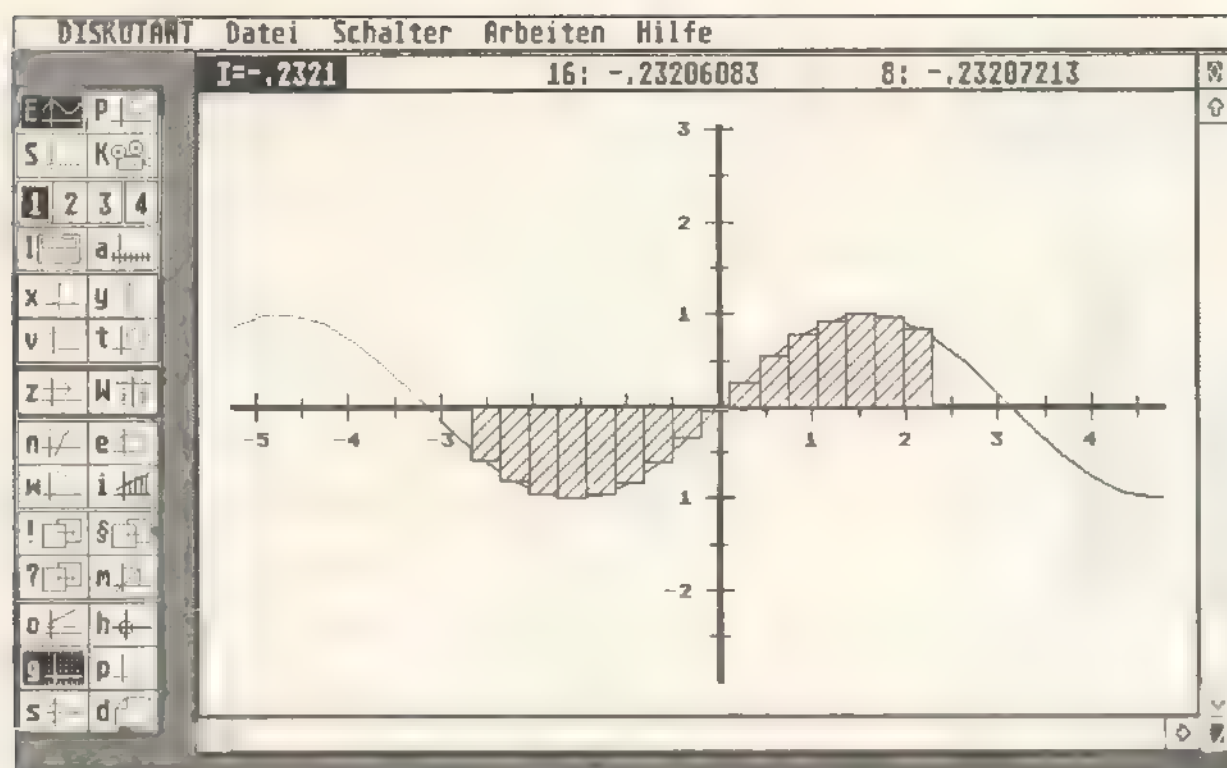 DISKUTANT Datei Schalter Arbeiten Hilfe
I=-,2321 16: -,23206083 8: -,23207213
E P
S K
1 2 3 4
l a
x y
v t
z W
n e
w i
! §
? m
o h
g p
s d
3
2
1
-5 -4 -3 1 2 3 4
1
-2